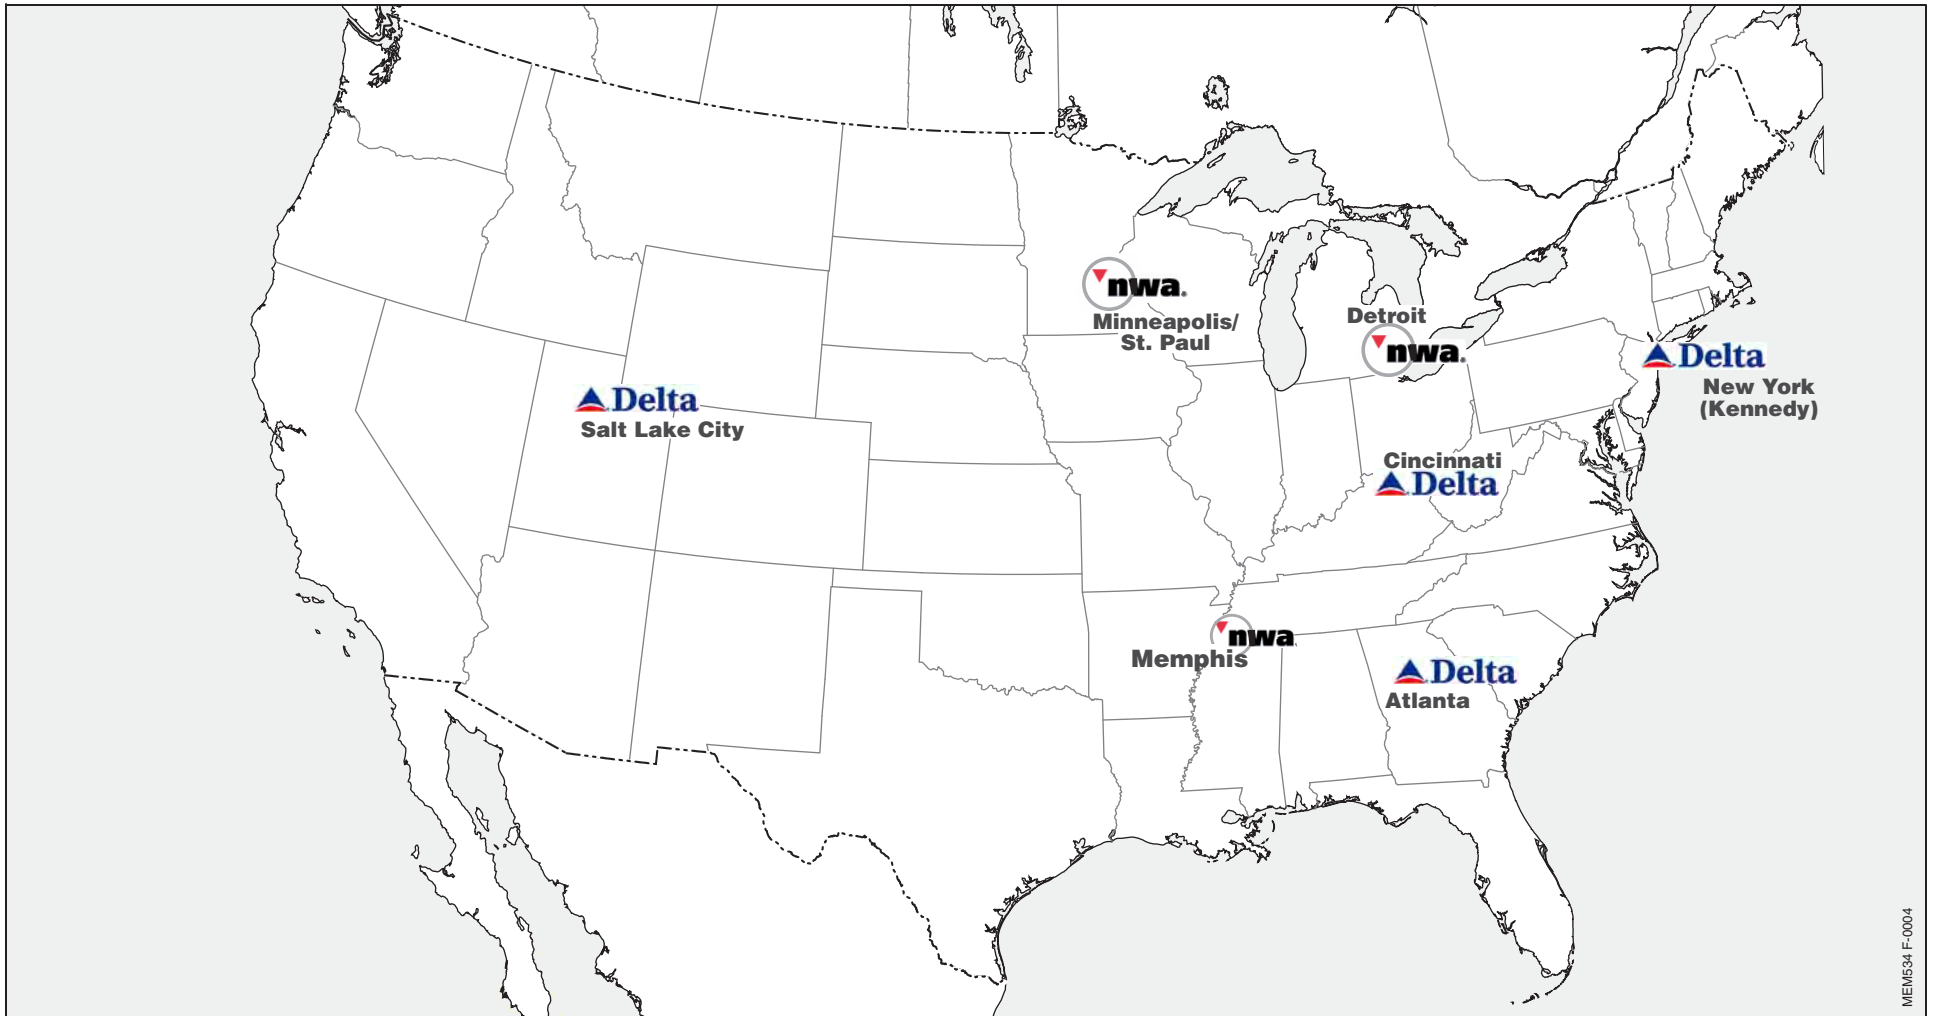 nwa.
Minneapolis/
St. Paul
Detroit
nwa.
Delta
New York
(Kennedy)
Delta
Salt Lake City
Cincinnati
Delta
nwa
Memphis
Delta
Atlanta
MEM534 F-0004